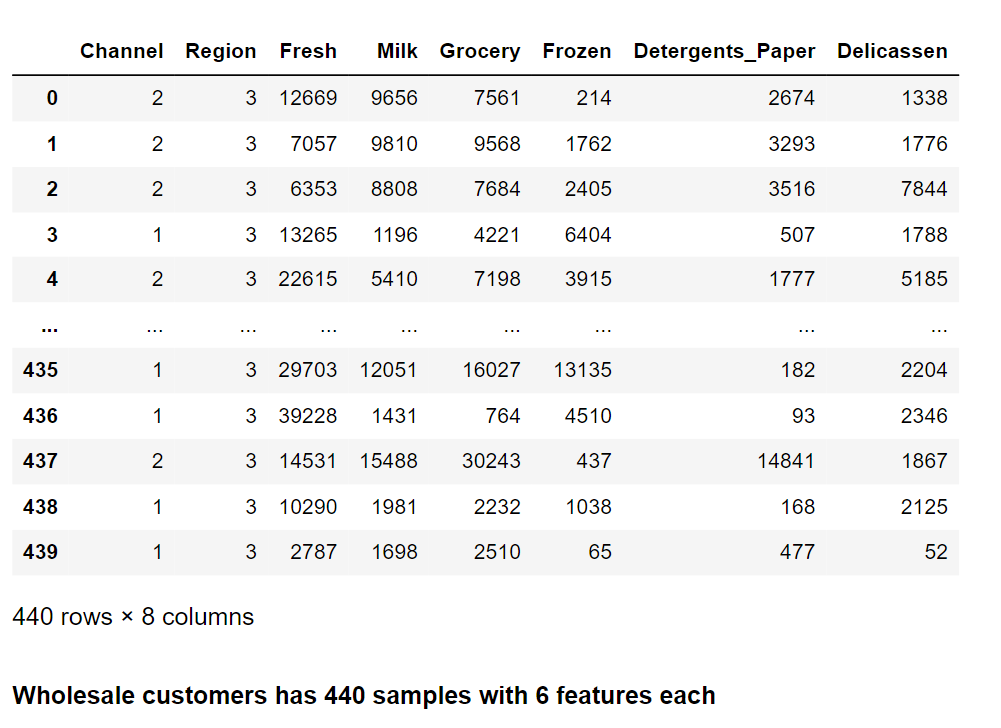 Channel Region Fresh Milk Grocery Frozen Detergents_Paper Delicassen
0 2 3 12669 9656 7561 214 2674 1338
1 2 3 7057 9810 9568 1762 3293 1776
2 2 3 6353 8808 7684 2405 3516 7844
3 1 3 13265 1196 4221 6404 507 1788
4 2 3 22615 5410 7198 3915 1777 5185
... ... ... ... ... ... ... ... ...
435 1 3 29703 12051 16027 13135 182 2204
436 1 3 39228 1431 764 4510 93 2346
437 2 3 14531 15488 30243 437 14841 1867
438 1 3 10290 1981 2232 1038 168 2125
439 1 3 2787 1698 2510 65 477 52
440 rows × 8 columns
Wholesale customers has 440 samples with 6 features each